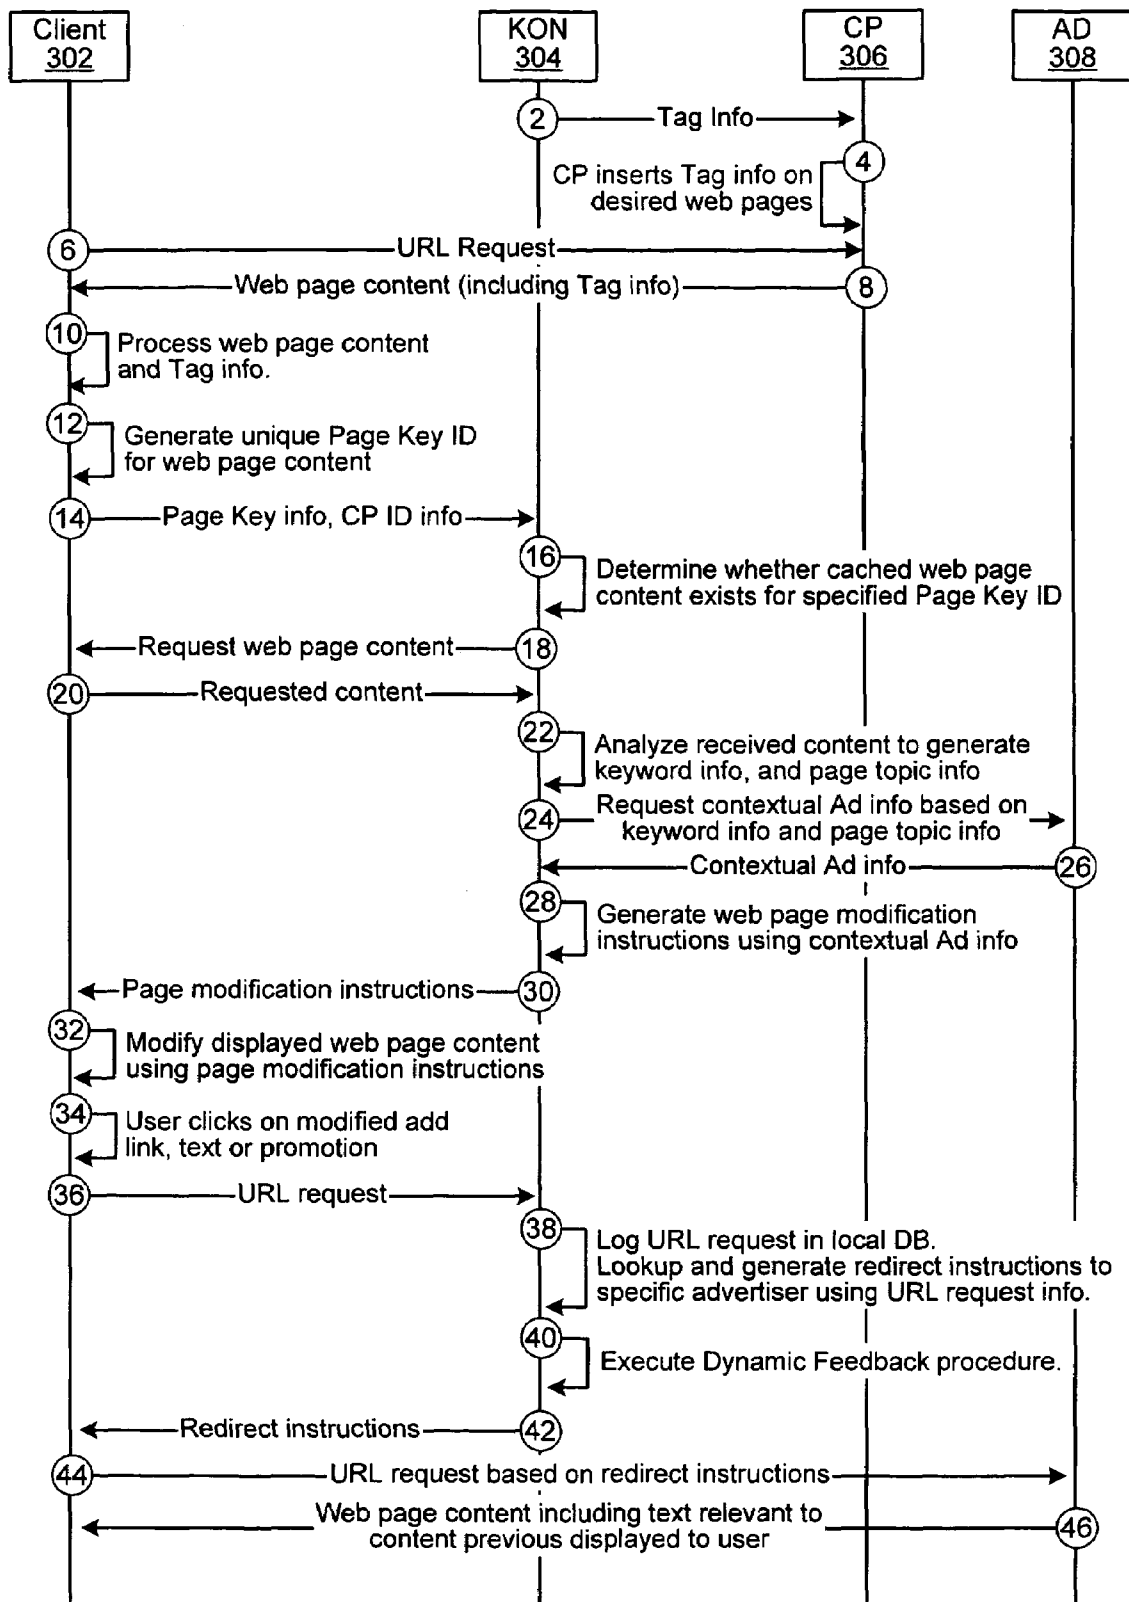 Client
302
KON
304
CP
306
AD
308
2
Tag Info
4
CP inserts Tag info on
desired web pages
6
URL Request
Web page content (including Tag info)
8
10
Process web page content
and Tag info.
12
Generate unique Page Key ID
for web page content
14
Page Key info, CP ID info
16
Determine whether cached web page
content exists for specified Page Key ID
Request web page content
18
20
Requested content
22
Analyze received content to generate
keyword info, and page topic info
24
Request contextual Ad info based on
keyword info and page topic info
Contextual Ad info
26
28
Generate web page modification
instructions using contextual Ad info
Page modification instructions
30
32
Modify displayed web page content
using page modification instructions
34
User clicks on modified add
link, text or promotion
36
URL request
38
Log URL request in local DB.
Lookup and generate redirect instructions to
specific advertiser using URL request info.
40
Execute Dynamic Feedback procedure.
Redirect instructions
42
44
URL request based on redirect instructions
Web page content including text relevant to
content previous displayed to user
46